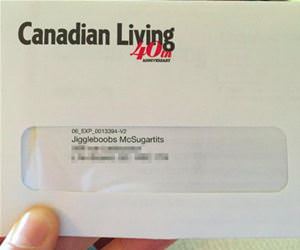 Canadian Living
40th
ANNIVERSARY
06_EXP_0013394-V2
Jiggleboobs McSugartits